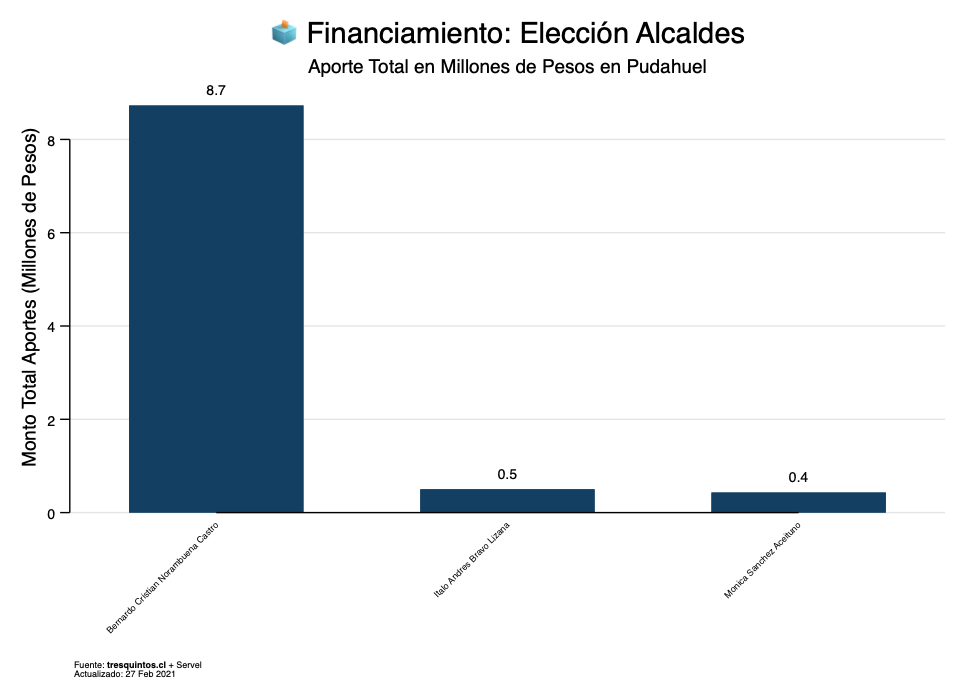 Financiamiento: Elección Alcaldes
Aporte Total en Millones de Pesos en Pudahuel
Monto Total Aportes (Millones de Pesos)
8
6
4
2
0
8.7
0.5
0.4
Bernardo Cristian Norambuena Castro
Italo Andres Bravo Lizana
Monica Sanchez Aceituno
Fuente: tresquintos.cl + Servel
Actualizado: 27 Feb 2021